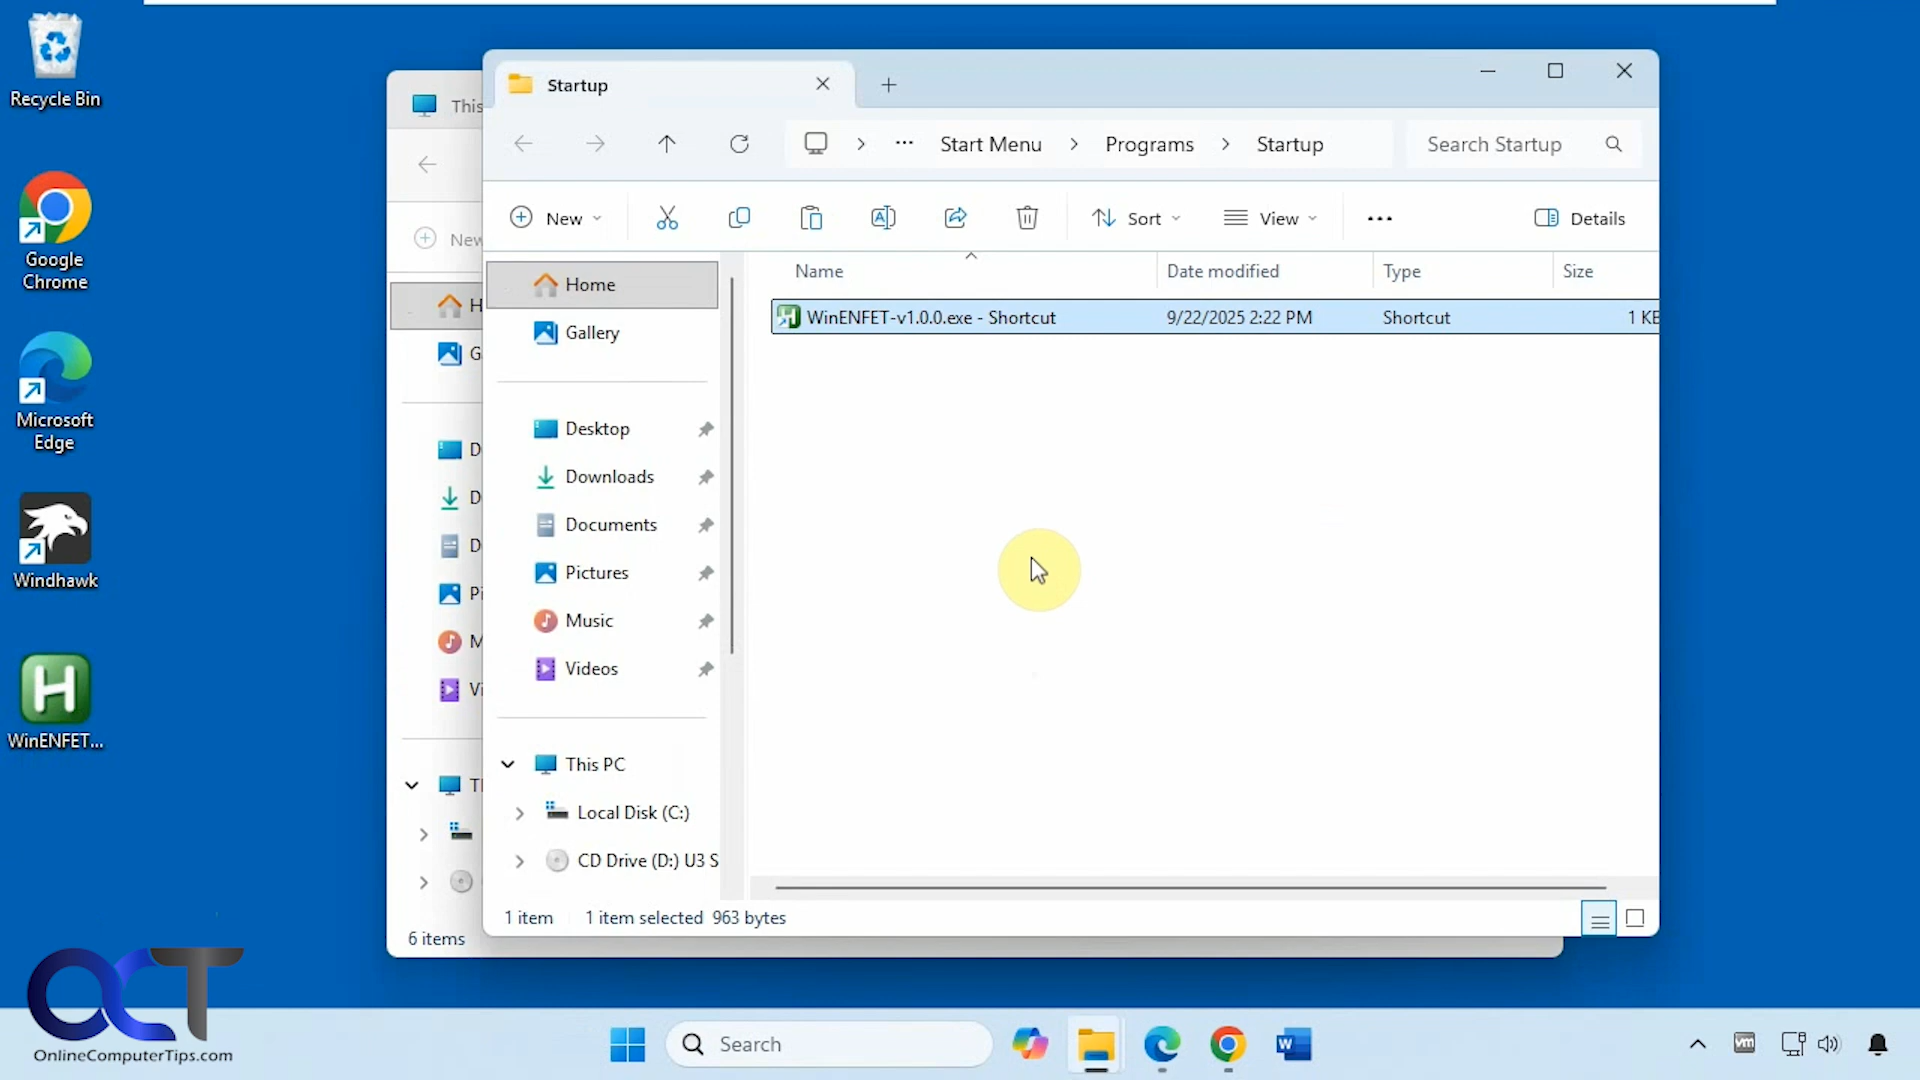 Recycle Bin
Google
Chrome
Microsoft
Edge
Windhawk
WinENFET...
This
New
6 items
Startup
Start Menu
Programs
Startup
Search Startup
New
Sort
View
Details
Name
Date modified
Type
Size
WinENFET-v1.0.0.exe - Shortcut
9/22/2025 2:22 PM
Shortcut
1 KB
Home
Gallery
Desktop
Downloads
Documents
Pictures
Music
Videos
This PC
Local Disk (C:)
CD Drive (D:) U3 S
1 item
1 item selected 963 bytes
OCT
OnlineComputerTips.com
Search
vm
W